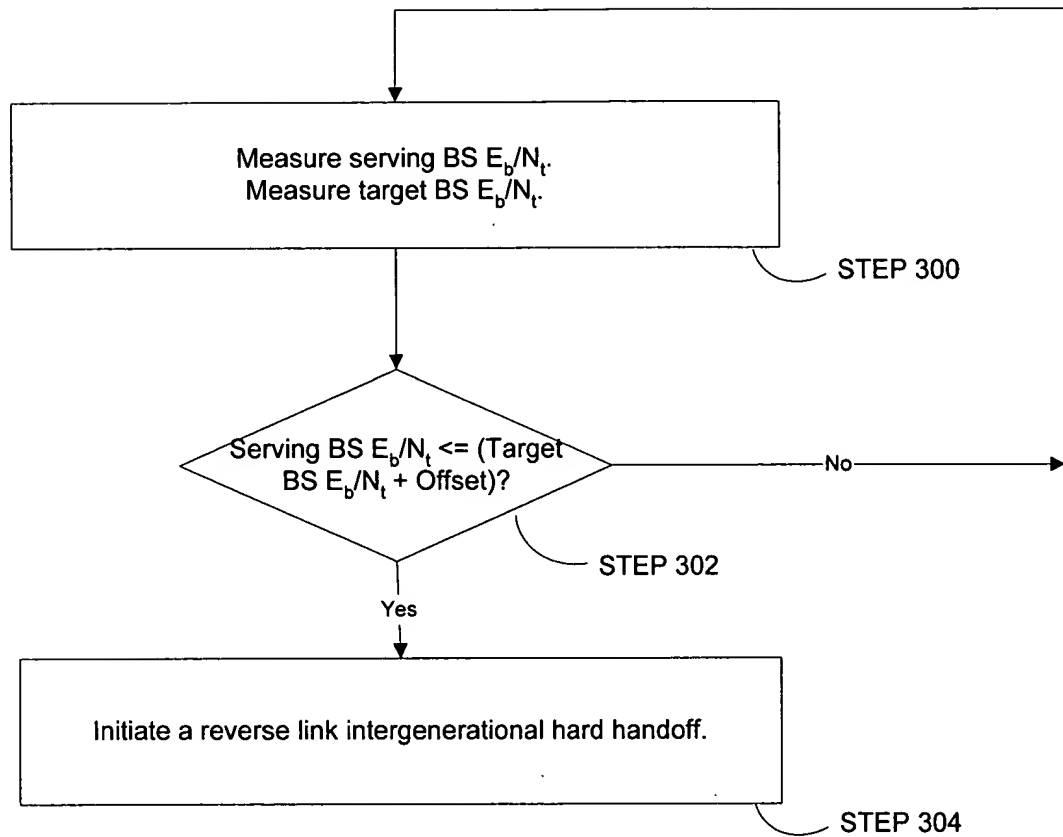 Measure serving BS E_b/N_t.
Measure target BS E_b/N_t.
STEP 300
Serving BS E_b/N_t <= (Target
BS E_b/N_t + Offset)?
No
STEP 302
Yes
Initiate a reverse link intergenerational hard handoff.
STEP 304